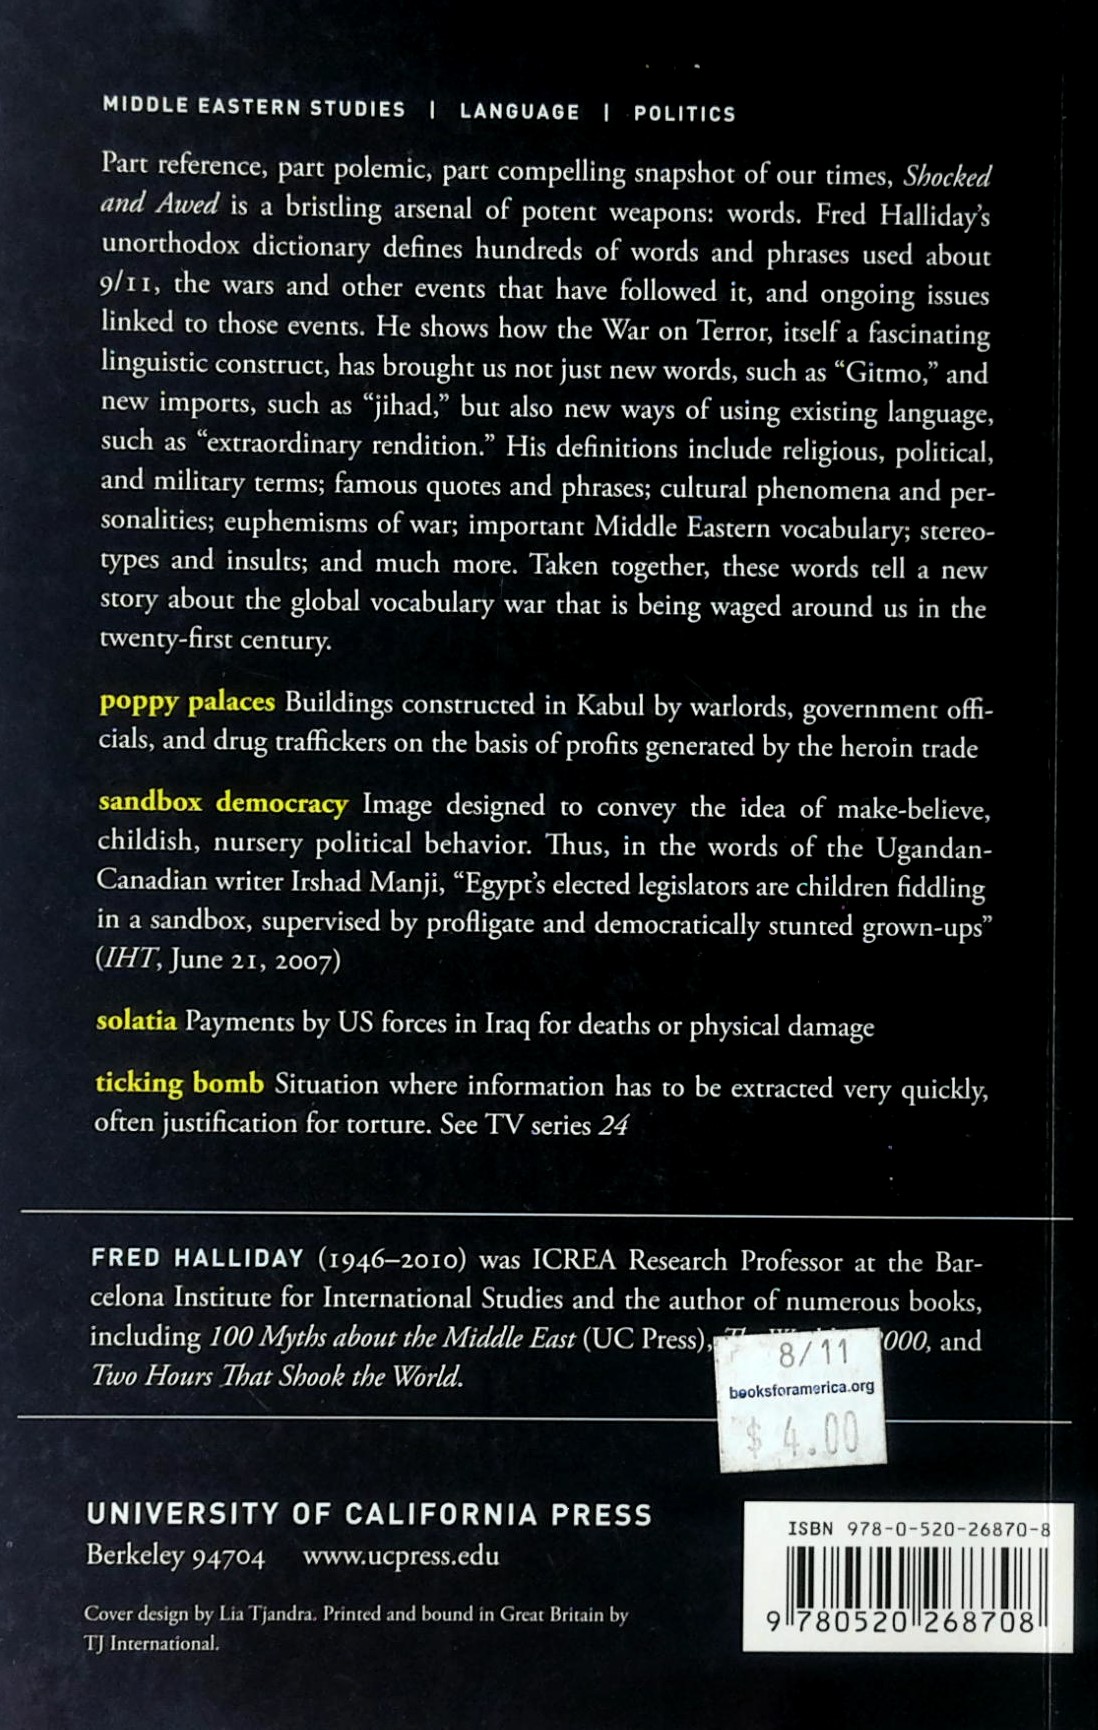 MIDDLE EASTERN STUDIES | LANGUAGE | POLITICS
Part reference, part polemic, part compelling snapshot of our times, Shocked
and Awed is a bristling arsenal of potent weapons: words. Fred Halliday's
unorthodox dictionary defines hundreds of words and phrases used about
9/11, the wars and other events that have followed it, and ongoing issues
linked to those events. He shows how the War on Terror, itself a fascinating
linguistic construct, has brought us not just new words, such as “Gitmo,” and
new imports, such as “jihad,” but also new ways of using existing language,
such as “extraordinary rendition.” His definitions include religious, political,
and military terms; famous quotes and phrases; cultural phenomena and per-
sonalities; euphemisms of war; important Middle Eastern vocabulary; stereo-
types and insults; and much more. Taken together, these words tell a new
story about the global vocabulary war that is being waged around us in the
twenty-first century.
poppy palaces Buildings constructed in Kabul by warlords, government offi-
cials, and drug traffickers on the basis of profits generated by the heroin trade
sandbox democracy Image designed to convey the idea of make-believe,
childish, nursery political behavior. Thus, in the words of the Ugandan-
Canadian writer Irshad Manji, “Egypt's elected legislators are children fiddling
in a sandbox, supervised by profligate and democratically stunted grown-ups”
(IHT, June 21, 2007)
solatia Payments by US forces in Iraq for deaths or physical damage
ticking bomb Situation where information has to be extracted very quickly,
often justification for torture. See TV series 24
FRED HALLIDAY (1946–2010) was ICREA Research Professor at the Bar-
celona Institute for International Studies and the author of numerous books,
including 100 Myths about the Middle East (UC Press), 000, and
Two Hours That Shook the World.
8/11
booksforamerica.org
$ 4.00
UNIVERSITY OF CALIFORNIA PRESS
Berkeley 94704 www.ucpress.edu
Cover design by Lia Tjandra. Printed and bound in Great Britain by
TJ International.
ISBN 978-0-520-26870-8
9 780520 268708